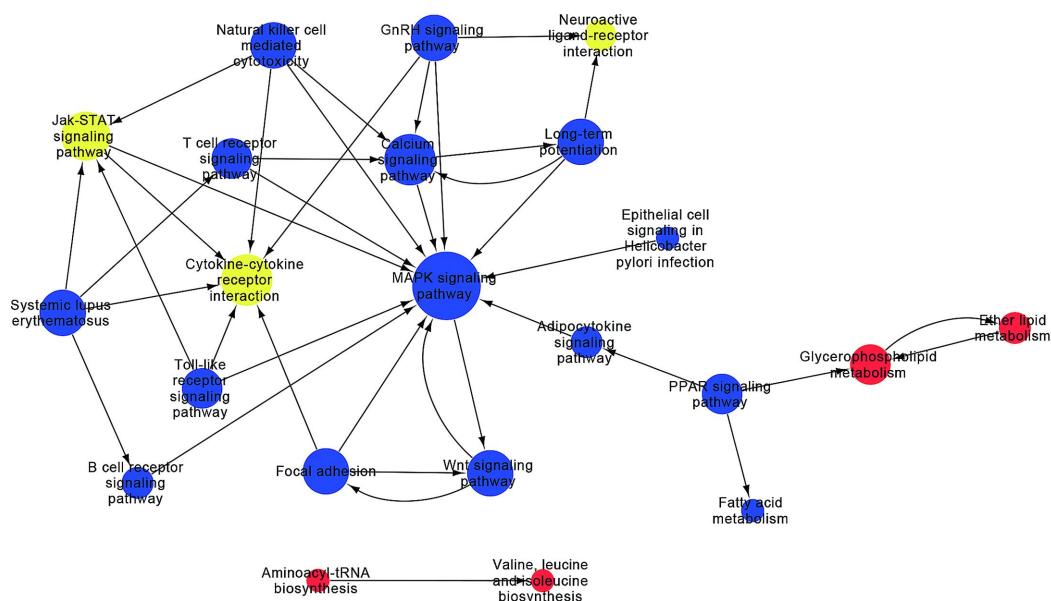 Natural killer cell
mediated
cytotoxicity
GnRH signaling
pathway
Neuroactive
ligand-receptor
interaction
Jak-STAT
signaling
pathway
T cell receptor
signaling
pathway
Calcium
signaling
pathway
Long-term
potentiation
Epithelial cell
signaling in
Helicobacter
pylori infection
Cytokine-cytokine
receptor
interaction
MAPK signaling
pathway
Systemic lupus
erythematosus
Adipocytokine
signaling
pathway
Ether lipid
metabolism
Glycerophospholipid
metabolism
Toll-like
receptor
signaling
pathway
PPAR signaling
pathway
B cell receptor
signaling
pathway
Focal adhesion
Wnt signaling
pathway
Fatty acid
metabolism
Aminoacyl-tRNA
biosynthesis
Valine, leucine
and isoleucine
biosynthesis